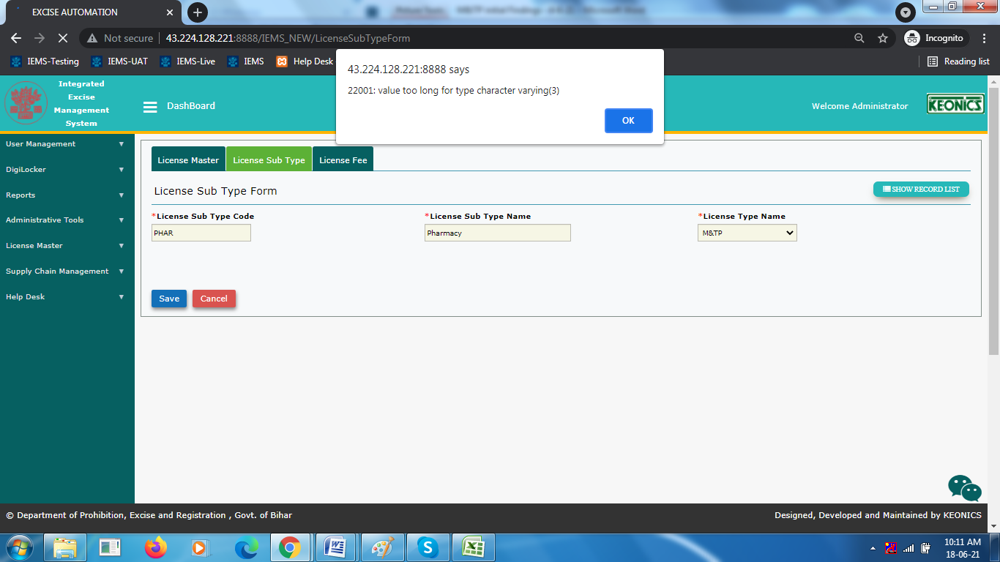 EXCISE AUTOMATION
Not secure
43.224.128.221:8888/IEMS_NEW/LicenseSubTypeForm
Incognito
IEMS-Testing
IEMS-UAT
IEMS-Live
IEMS
Help Desk
Reading list
43.224.128.221:8888 says
22001: value too long for type character varying(3)
OK
Integrated
Excise
Management
System
DashBoard
Welcome Administrator
KEONICS
User Management
DigiLocker
Reports
Administrative Tools
License Master
Supply Chain Management
Help Desk
License Master
License Sub Type
License Fee
License Sub Type Form
SHOW RECORD LIST
*License Sub Type Code
*License Sub Type Name
*License Type Name
PHAR
Pharmacy
M&TP
Save
Cancel
© Department of Prohibition, Excise and Registration , Govt. of Bihar
Designed, Developed and Maintained by KEONICS
10:11 AM
18-06-21